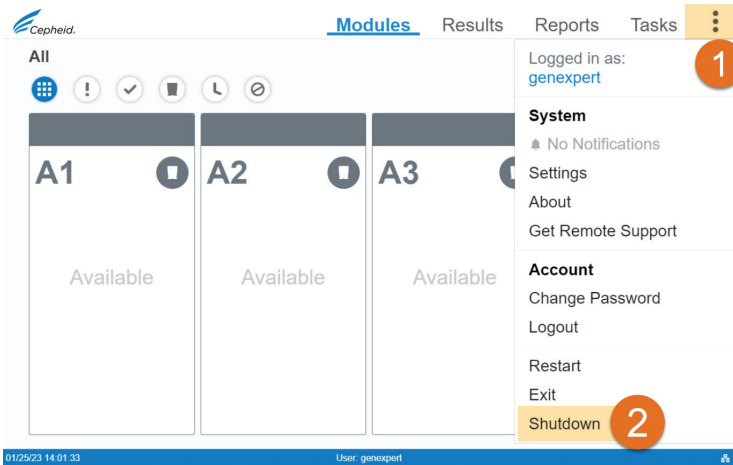 Cepheid.
Modules Results Reports Tasks
1
All
Logged in as:
genexpert
!
System
No Notifications
Settings
About
Get Remote Support
A1 A2 A3
Available Available Available
Account
Change Password
Logout
Restart
Exit
Shutdown 2
01/25/23 14:01:33 User: genexpert